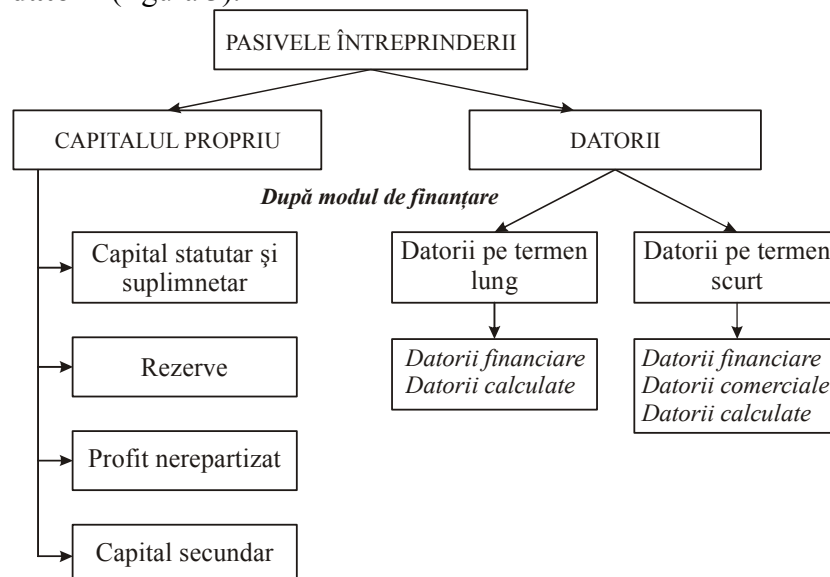 PASIVELE ÎNTREPRINDERII
CAPITALUL PROPRIU
DATORII
După modul de finanțare
Capital statutar şi
suplimnetar
Rezerve
Profit nerepartizat
Capital secundar
Datorii pe termen
lung
Datorii financiare
Datorii calculate
Datorii pe termen
scurt
Datorii financiare
Datorii comerciale
Datorii calculate